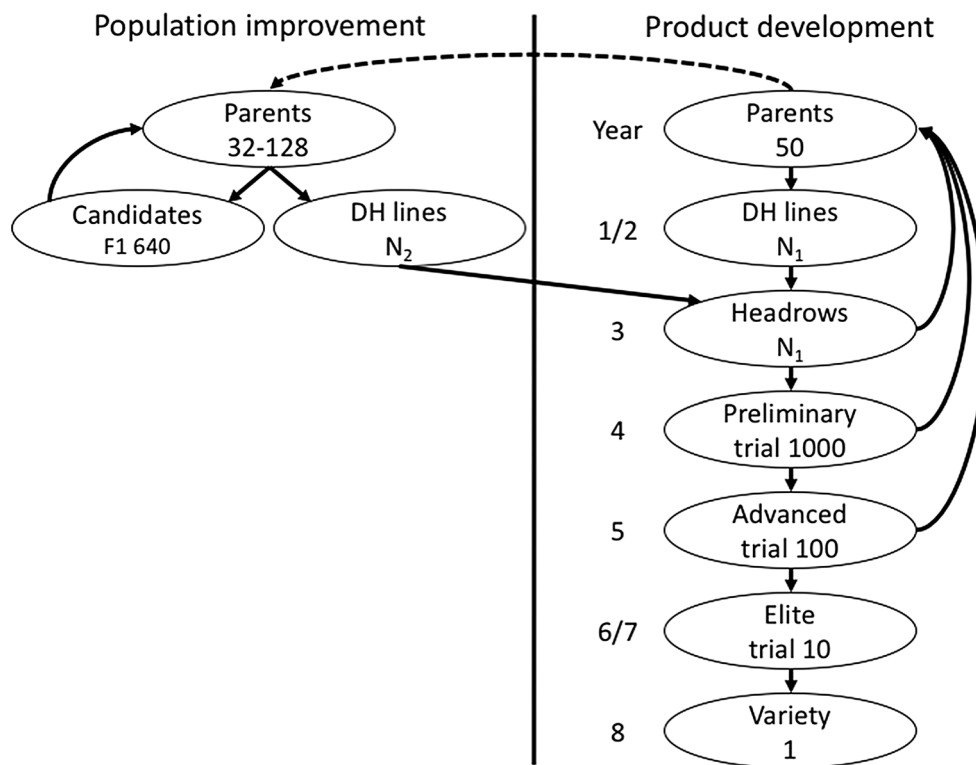 Population improvement
Product development
Parents
32-128
Candidates
F1 640
DH lines
N₂
Year
Parents
50
1/2
DH lines
N₁
3
Headrows
N₁
4
Preliminary
trial 1000
5
Advanced
trial 100
6/7
Elite
trial 10
8
Variety
1